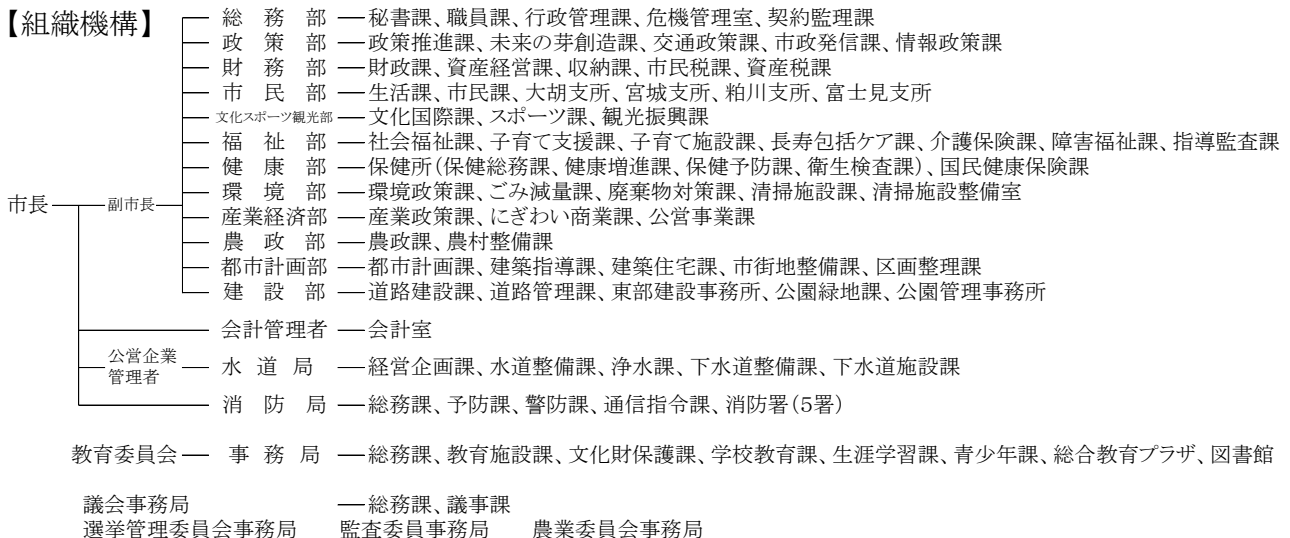 【組織機構】
総務部 秘書課、職員課、行政管理課、危機管理室、契約監理課
政策部 政策推進課、未来の芽創造課、交通政策課、市政発信課、情報政策課
財務部 財政課、資産経営課、収納課、市民税課、資産税課
市民部 生活課、市民課、大胡支所、宮城支所、粕川支所、富士見支所
文化スポーツ観光部 文化国際課、スポーツ課、観光振興課
福祉部 社会福祉課、子育て支援課、子育て施設課、長寿包括ケア課、介護保険課、障害福祉課、指導監査課
健康部 保健所(保健総務課、健康増進課、保健予防課、衛生検査課)、国民健康保険課
環境部 環境政策課、ごみ減量課、廃棄物対策課、清掃施設課、清掃施設整備室
市長 副市長
産業経済部 産業政策課、にぎわい商業課、公営事業課
農政部 農政課、農村整備課
都市計画部 都市計画課、建築指導課、建築住宅課、市街地整備課、区画整理課
建設部 道路建設課、道路管理課、東部建設事務所、公園緑地課、公園管理事務所
会計管理者 会計室
公営企業
管理者
水道局 経営企画課、水道整備課、浄水課、下水道整備課、下水道施設課
消防局 総務課、予防課、警防課、通信指令課、消防署(5署)
教育委員会 事務局 総務課、教育施設課、文化財保護課、学校教育課、生涯学習課、青少年課、総合教育プラザ、図書館
議会事務局 総務課、議事課
選挙管理委員会事務局 監査委員事務局 農業委員会事務局